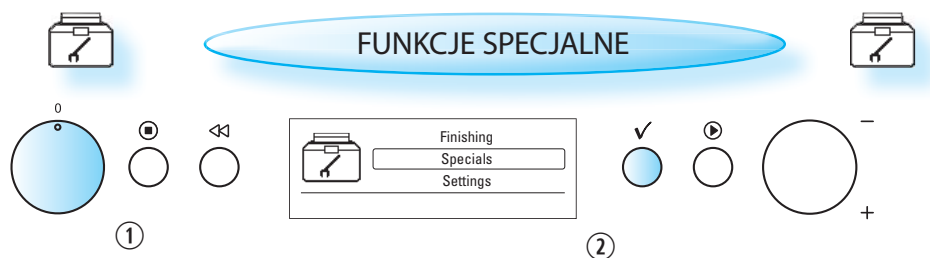 FUNKCJE SPECJALNE
0
Finishing
Specials
Settings
−
+
①
②